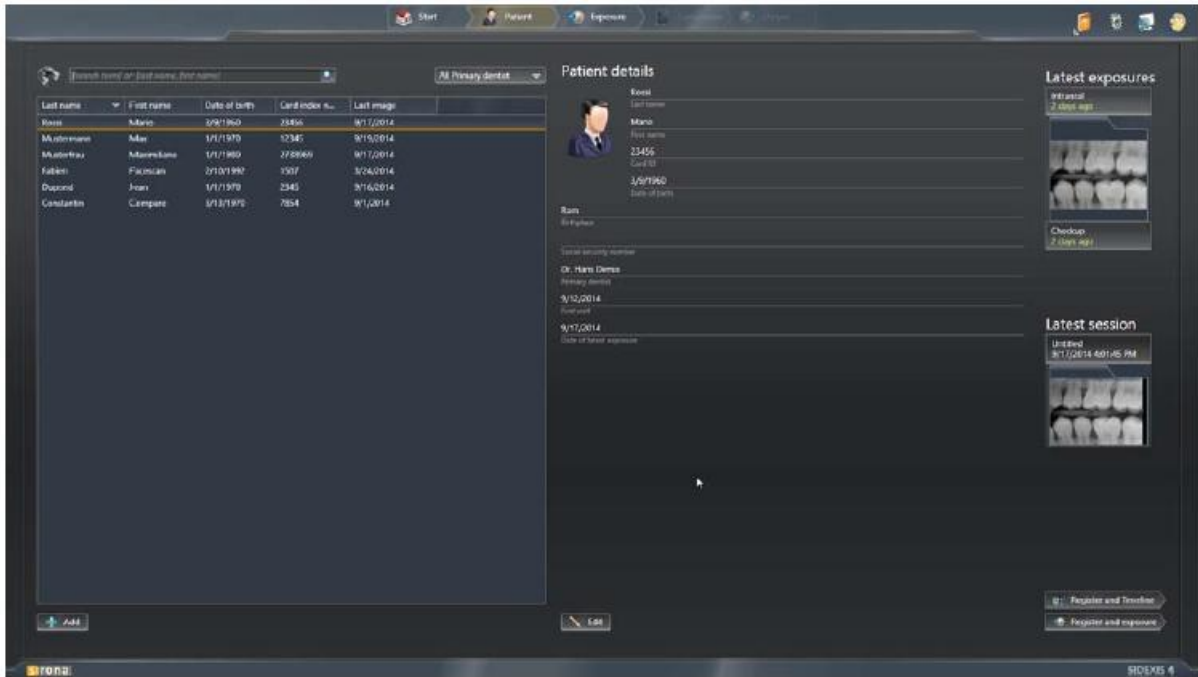 Start Patient Exposure
(Search term) or (last name, first name)
All Primary dentist
Last name First name Date of birth Card index n... Last image
Rossi Mario 3/9/1960 23456 9/17/2014
Mustermann Max 1/1/1970 12345 9/19/2014
Musterfrau Maximiliane 1/1/1980 9/17/2014
Fabien Facescan 2/10/1992 1507 3/24/2014
Dupond Jean 1/1/1970 2345 9/16/2014
Constantin Compare 7854 9/1/2014
Add
Patient details
Rossi
Last name
Mario
First name
23456
Card ID
3/9/1960
Date of birth
Rom
Birthplace
Social security number
Dr. Hans
Primary dentist
9/12/2014
First visit
9/17/2014
Date of latest exposure
Edit
Latest exposures
Intraoral
2 days ago
Checkup
2 days ago
Latest session
Untitled
9/17/2014 4:01:45 PM
Register and Timeline
Register and exposure
sirona
SIDEXIS 4